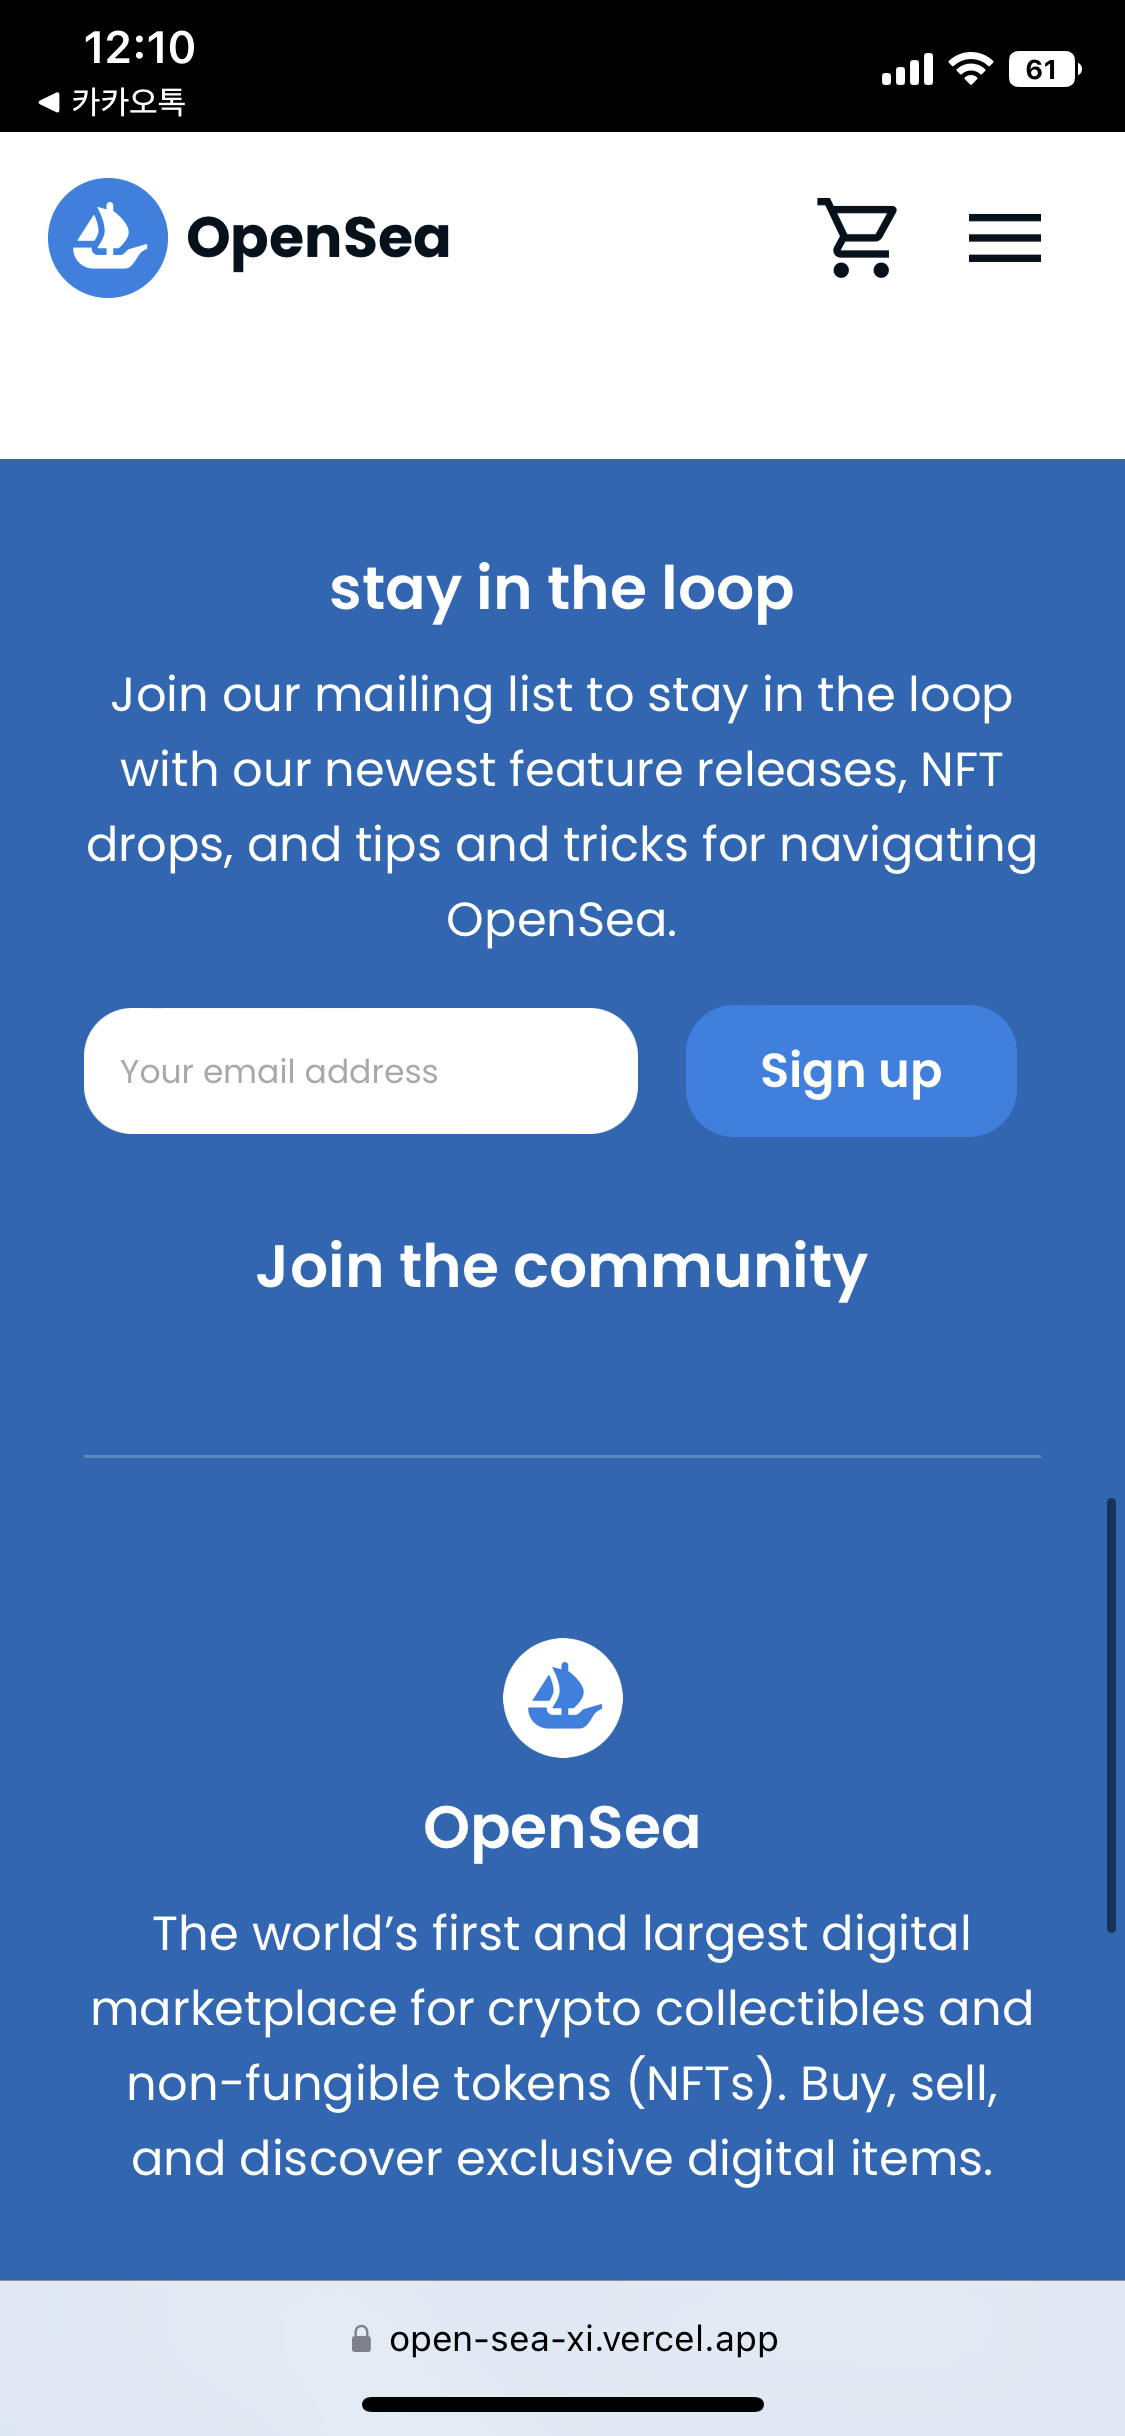 12:10
◀ 카카오톡
61
OpenSea
stay in the loop
Join our mailing list to stay in the loop
with our newest feature releases, NFT
drops, and tips and tricks for navigating
OpenSea.
Your email address
Sign up
Join the community
OpenSea
The world’s first and largest digital
marketplace for crypto collectibles and
non-fungible tokens (NFTs). Buy, sell,
and discover exclusive digital items.
open-sea-xi.vercel.app